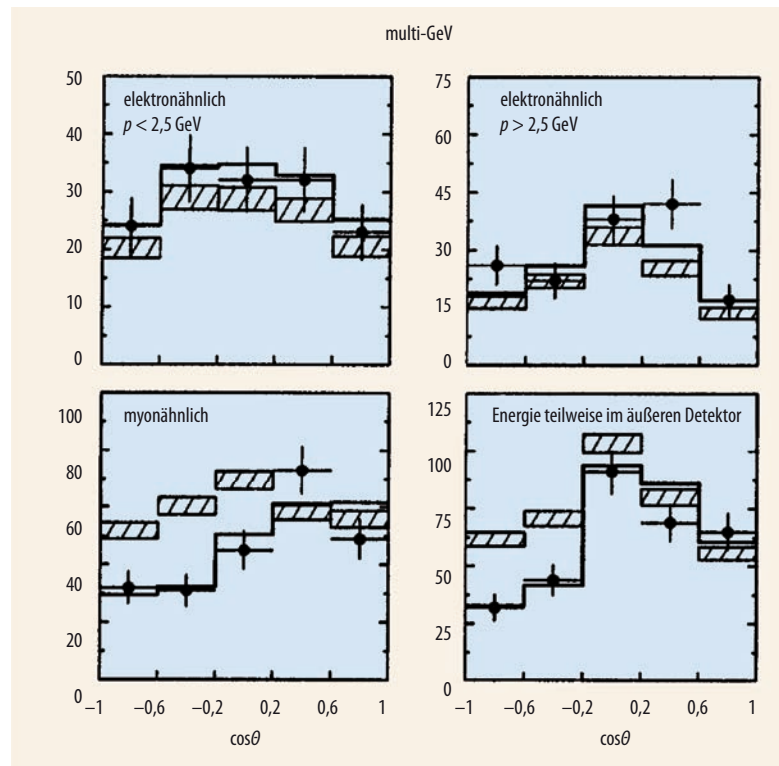 multi-GeV
50
40
30
20
10
0
elektronähnlich
p < 2,5 GeV
75
60
45
30
15
0
elektronähnlich
p > 2,5 GeV
100
80
60
40
20
0
myonähnlich
−1 −0,6 −0,2 0,2 0,6 1
cosθ
125
100
75
50
25
0
Energie teilweise im äußeren Detektor
−1 −0,6 −0,2 0,2 0,6 1
cosθ